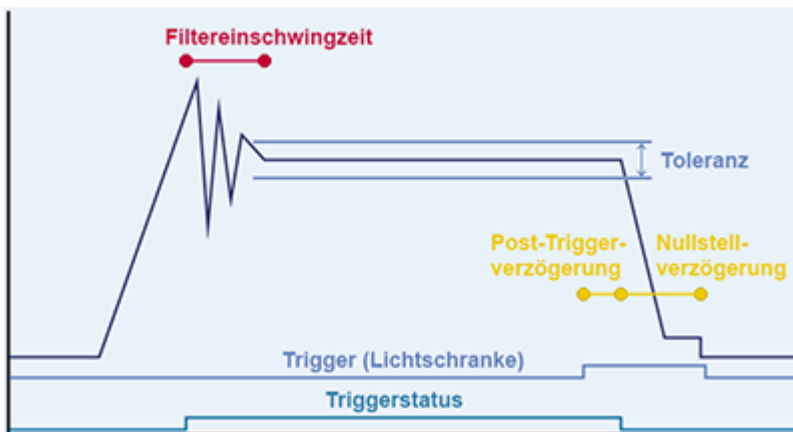 Filtereinschwingzeit
Toleranz
Post-Trigger-
verzögerung
Nullstell-
verzögerung
Trigger (Lichtschranke)
Triggerstatus